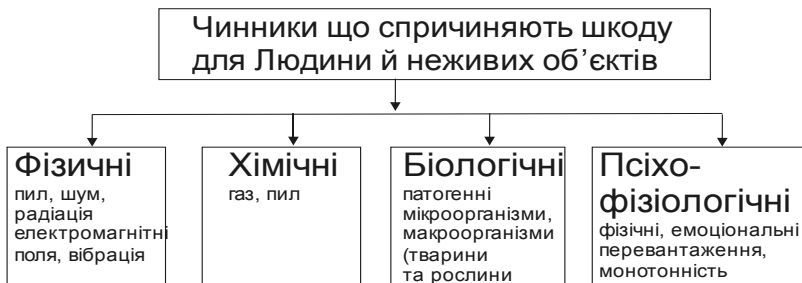 Чинники що спричиняють шкоду
для Людини й неживих об’єктів
Фізичні
пил, шум,
радіація
електромагнітні
поля, вібрація
Хімічні
газ, пил
Біологічні
патогенні
мікроорганізми,
макроорганізми
(тварини
та рослини
Псіхо-
фізіологічні
фізичні, емоціональні
перевантаження,
монотонність